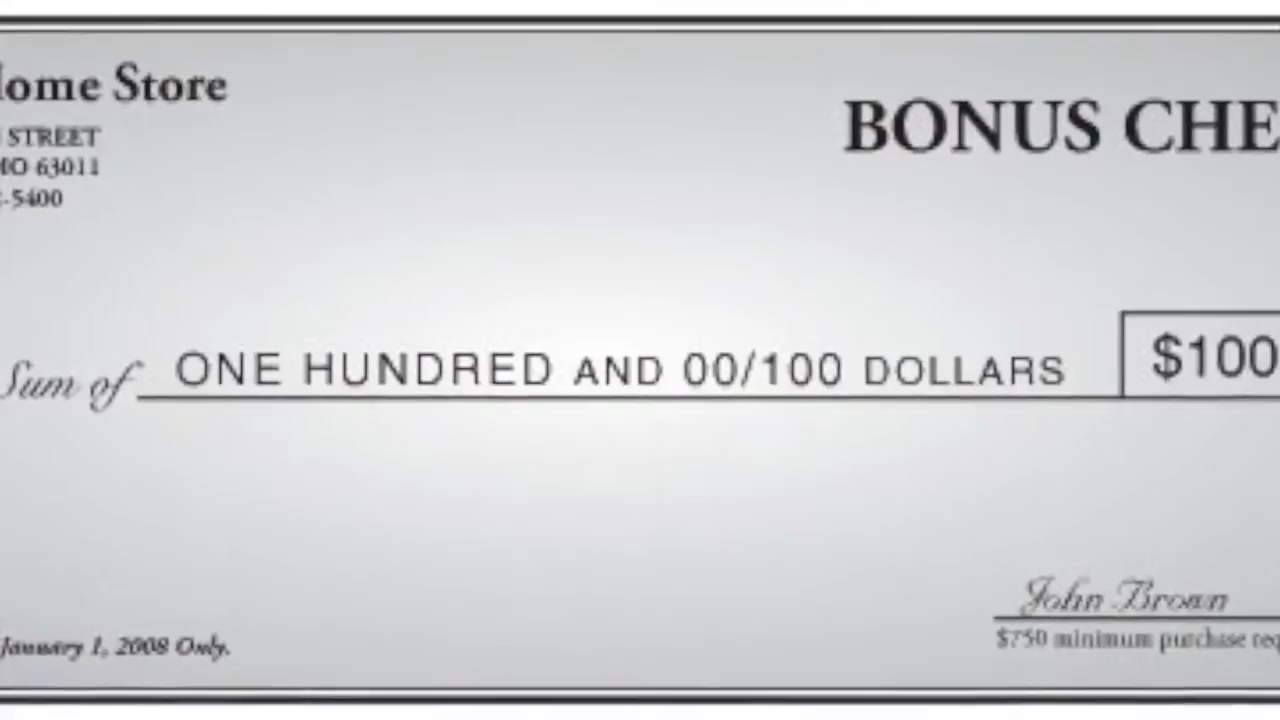 Home Store
STREET
MO 63011
-5400
BONUS CHE
Sum of ONE HUNDRED AND 00/100 DOLLARS $100
John Brown
$750 minimum purchase req
January 1, 2008 Only.